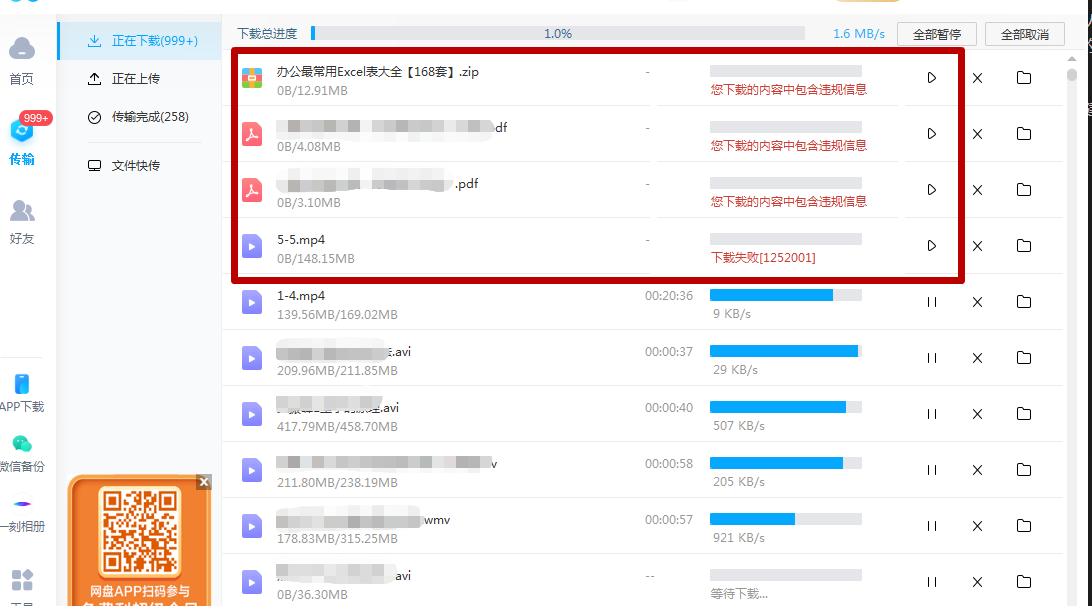 首页
999+
传输
好友
APP下载
微信备份
一刻相册
正在下载(999+)
正在上传
传输完成(258)
文件快传
网盘APP扫码参与
下载总进度
1.0%
1.6 MB/s
全部暂停
全部取消
办公最常用Excel表大全【168套】.zip
0B/12.91MB
-
您下载的内容中包含违规信息
df
0B/4.08MB
-
您下载的内容中包含违规信息
.pdf
0B/3.10MB
-
您下载的内容中包含违规信息
5-5.mp4
0B/148.15MB
-
下载失败[1252001]
1-4.mp4
139.56MB/169.02MB
00:20:36
9 KB/s
.avi
209.96MB/211.85MB
00:00:37
29 KB/s
.avi
417.79MB/458.70MB
00:00:40
507 KB/s
v
211.80MB/238.19MB
00:00:58
205 KB/s
wmv
178.83MB/315.25MB
00:00:57
921 KB/s
avi
0B/36.30MB
--
等待下载...